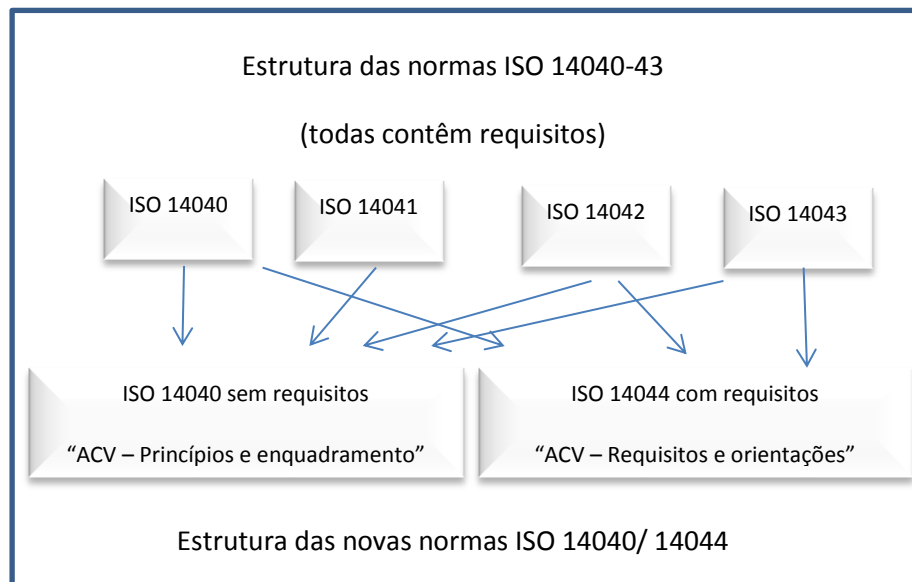 Estrutura das normas ISO 14040-43
(todas contêm requisitos)
ISO 14040
ISO 14041
ISO 14042
ISO 14043
ISO 14040 sem requisitos
“ACV – Princípios e enquadramento”
ISO 14044 com requisitos
“ACV – Requisitos e orientações”
Estrutura das novas normas ISO 14040/ 14044